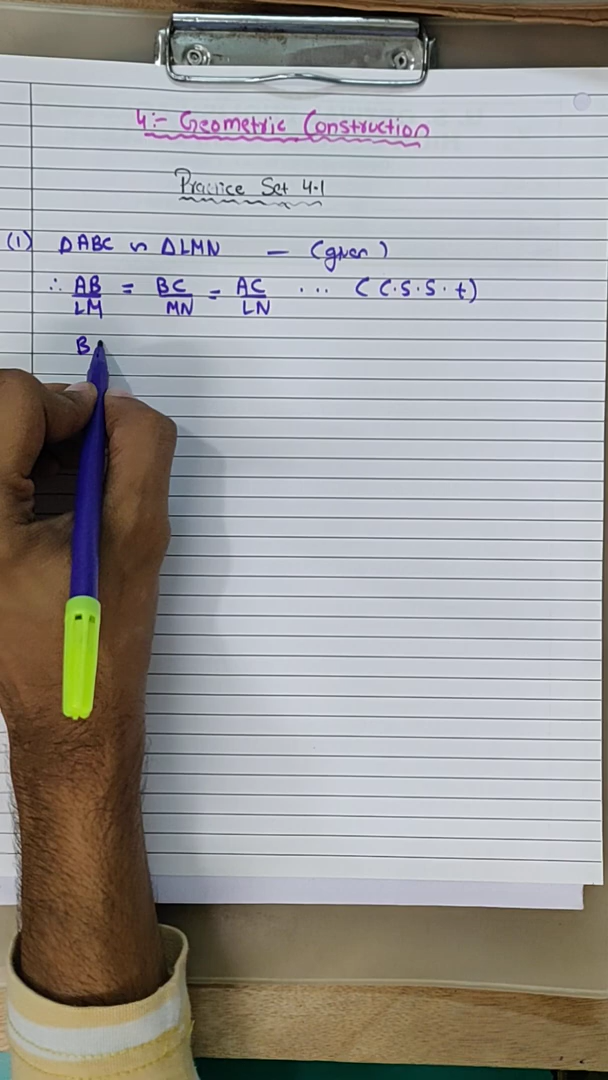 4:- Geometric Construction
Practice Set 4.1
(1) ΔABC ~ ΔLMN — (given)
∴ AB/LM = BC/MN = AC/LN ... (C.S.S.t)
B